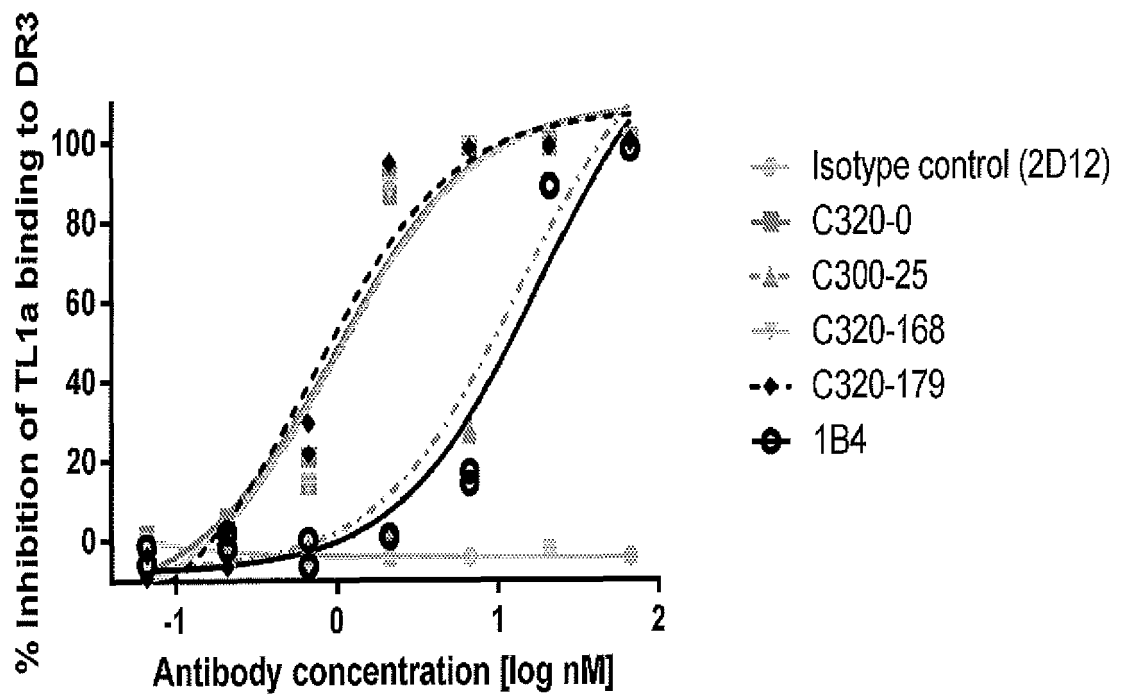 % Inhibition of TL1a binding to DR3
100
80
60
40
20
0
-1
0
1
2
Antibody concentration [log nM]
Isotype control (2D12)
C320-0
C300-25
C320-168
C320-179
1B4